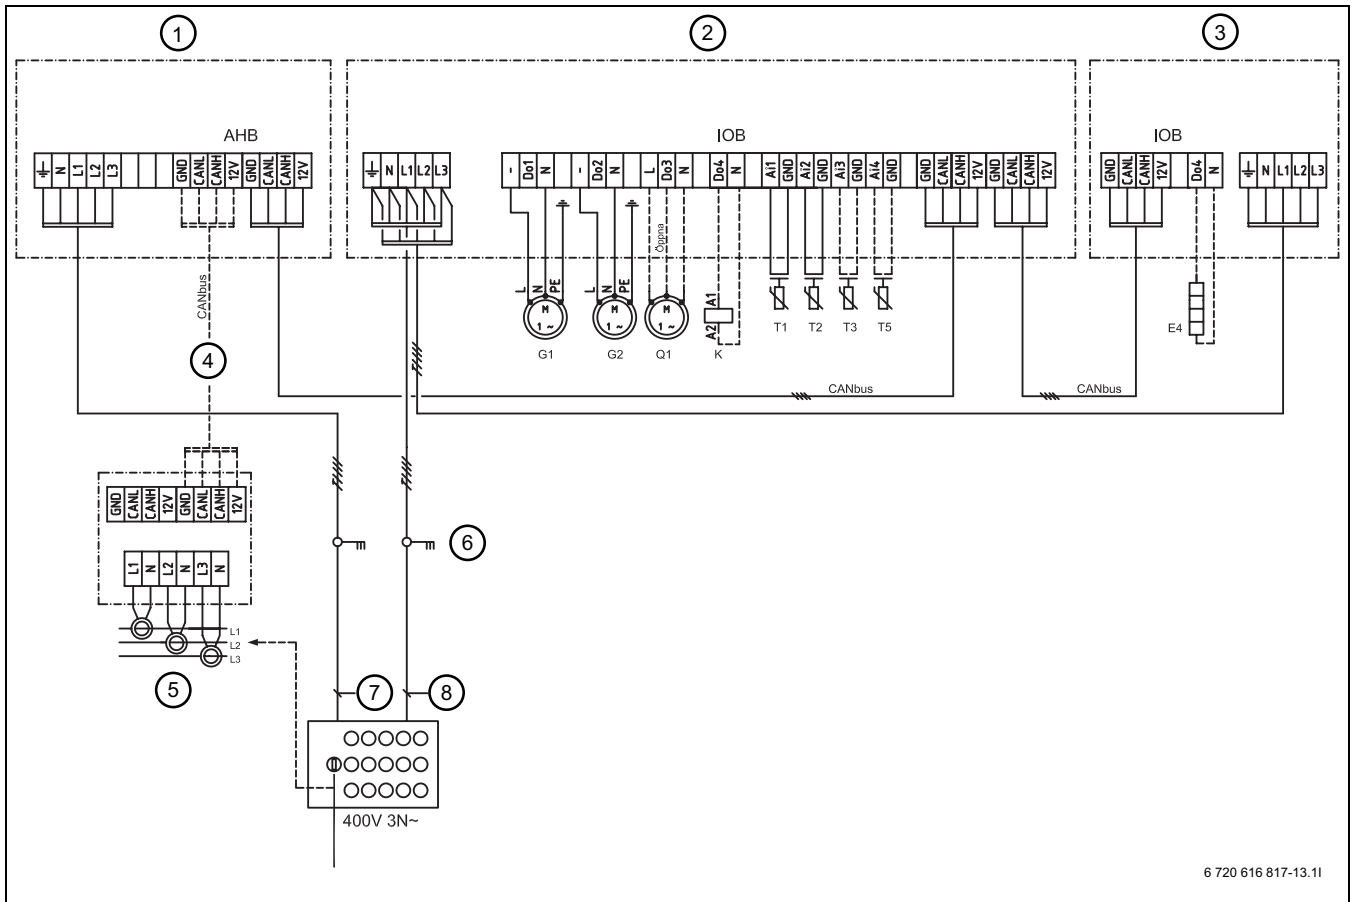 1 2 3
AHB IOB IOB
N L1 L2 L3 GND CANL CANH 12V GND CANL CANH 12V
N L1 L2 L3
- Do1 N - Do2 N L Do3 N Do4 N Ai1 GND Ai2 GND Ai3 GND Ai4 GND GND CANL CANH 12V GND CANL CANH 12V
GND CANL CANH 12V Do4 N
N L1 L2 L3
Öppna
CANbus
L N PE L N PE A1
M 1 ~ M 1 ~ M 1 ~ A2
G1 G2 Q1 K T1 T2 T3 T5 E4
4
CANbus CANbus
GND CANL CANH 12V GND CANL CANH 12V
6
L1 N L2 N L3 N
L1
L2
L3
5 7 8
400V 3N~
6 720 616 817-13.1I